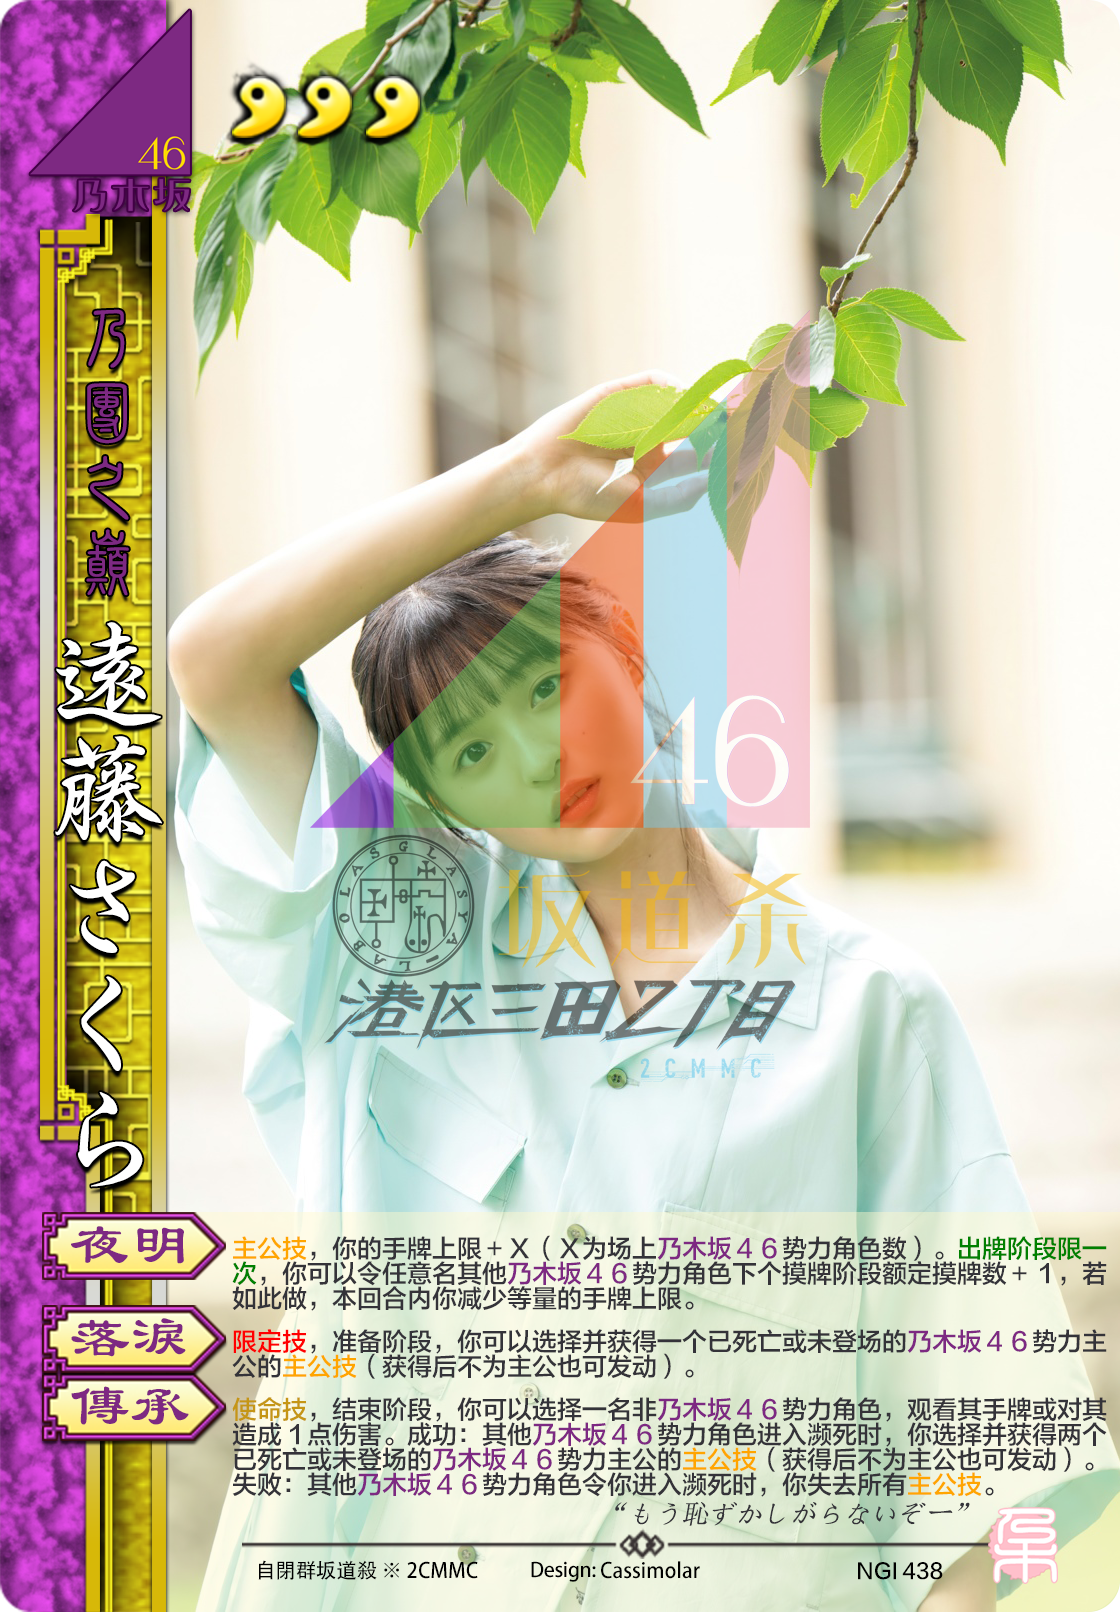 46
乃木坂
乃團之巔
遠藤さくら
46
GLASYA-LABOLAS
坂道杀
港区三田2丁目
2CMMC
夜明
主公技，你的手牌上限＋X（X为场上乃木坂４６势力角色数）。出牌阶段限一
次，你可以令任意名其他乃木坂４６势力角色下个摸牌阶段额定摸牌数＋１，若
如此做，本回合内你减少等量的手牌上限。
落淚
限定技，准备阶段，你可以选择并获得一个已死亡或未登场的乃木坂４６势力主
公的主公技（获得后不为主公也可发动）。
傳承
使命技，结束阶段，你可以选择一名非乃木坂４６势力角色，观看其手牌或对其
造成１点伤害。成功：其他乃木坂４６势力角色进入濒死时，你选择并获得两个
已死亡或未登场的乃木坂４６势力主公的主公技（获得后不为主公也可发动）。
失败：其他乃木坂４６势力角色令你进入濒死时，你失去所有主公技。
“もう恥ずかしがらないぞー”
自閉群坂道殺 ※ 2CMMC Design: Cassimolar NGI 438